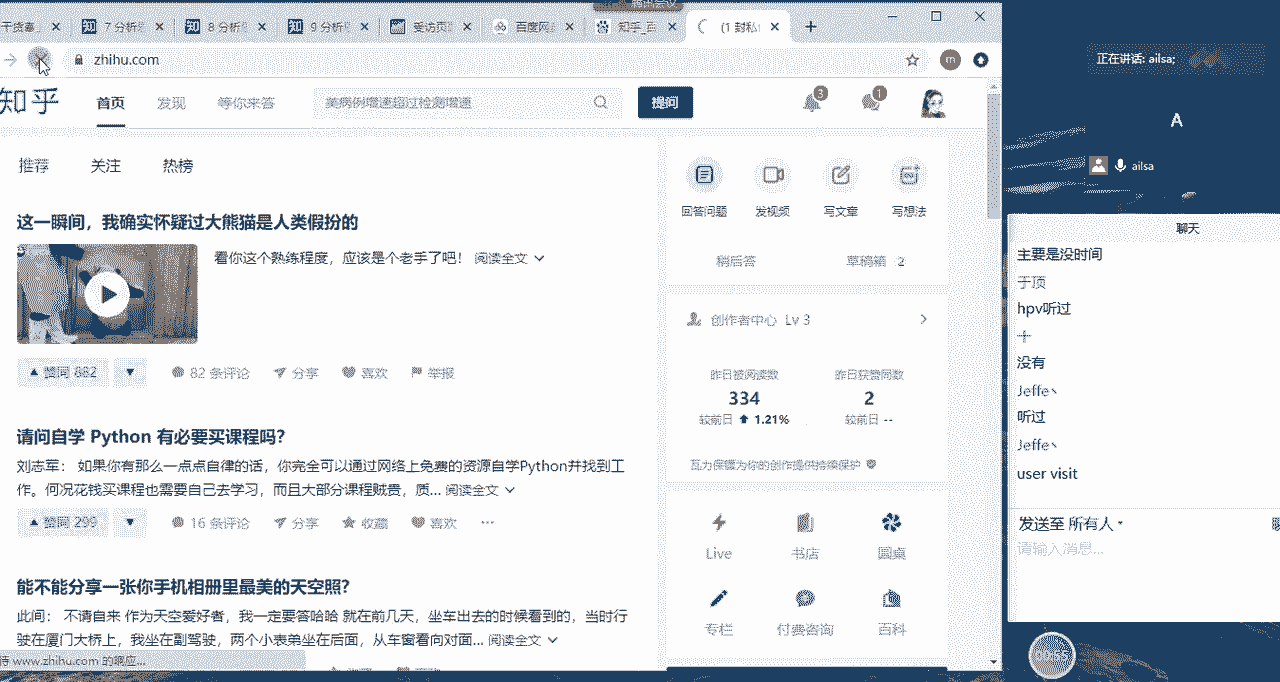 腾讯会议
干货嘉
7 分析
8 分析
9 分析
受访页
百度网
知乎_百
(1 封私
zhihu.com
m
知乎
首页
发现
等你来答
美病例增速超过检测增速
提问
3
1
推荐
关注
热榜
这一瞬间，我确实怀疑过大熊猫是人类假扮的
看你这个熟练程度，应该是个老手了吧！ 阅读全文
赞同 882
82 条评论
分享
喜欢
举报
请问自学 Python 有必要买课程吗？
刘志军： 如果你有那么一点点自律的话，你完全可以通过网络上免费的资源自学Python并找到工
作。何况花钱买课程也需要自己去学习，而且大部分课程贼贵，质... 阅读全文
赞同 299
16 条评论
分享
收藏
喜欢
···
能不能分享一张你手机相册里最美的天空照？
此间： 不请自来 作为天空爱好者，我一定要答哈哈 就在前几天，坐车出去的时候看到的，当时行
驶在厦门大桥上，我坐在副驾驶，两个小表弟坐在后面，从车窗看向对面... 阅读全文
待 www.zhihu.com 的响应...
回答问题
发视频
写文章
写想法
稍后答
草稿箱 2
创作者中心 Lv 3
昨日被阅读数
334
较前日 1.21%
昨日获赞同数
2
较前日 --
瓦力保镖为你的创作提供持续保护
Live
书店
圆桌
专栏
付费咨询
百科
正在讲话: ailsa;
A
ailsa
聊天
主要是没时间
于顶
hpv听过
十
没有
Jeffe丶
听过
Jeffe丶
user visit
发送至 所有人
请输入消息...